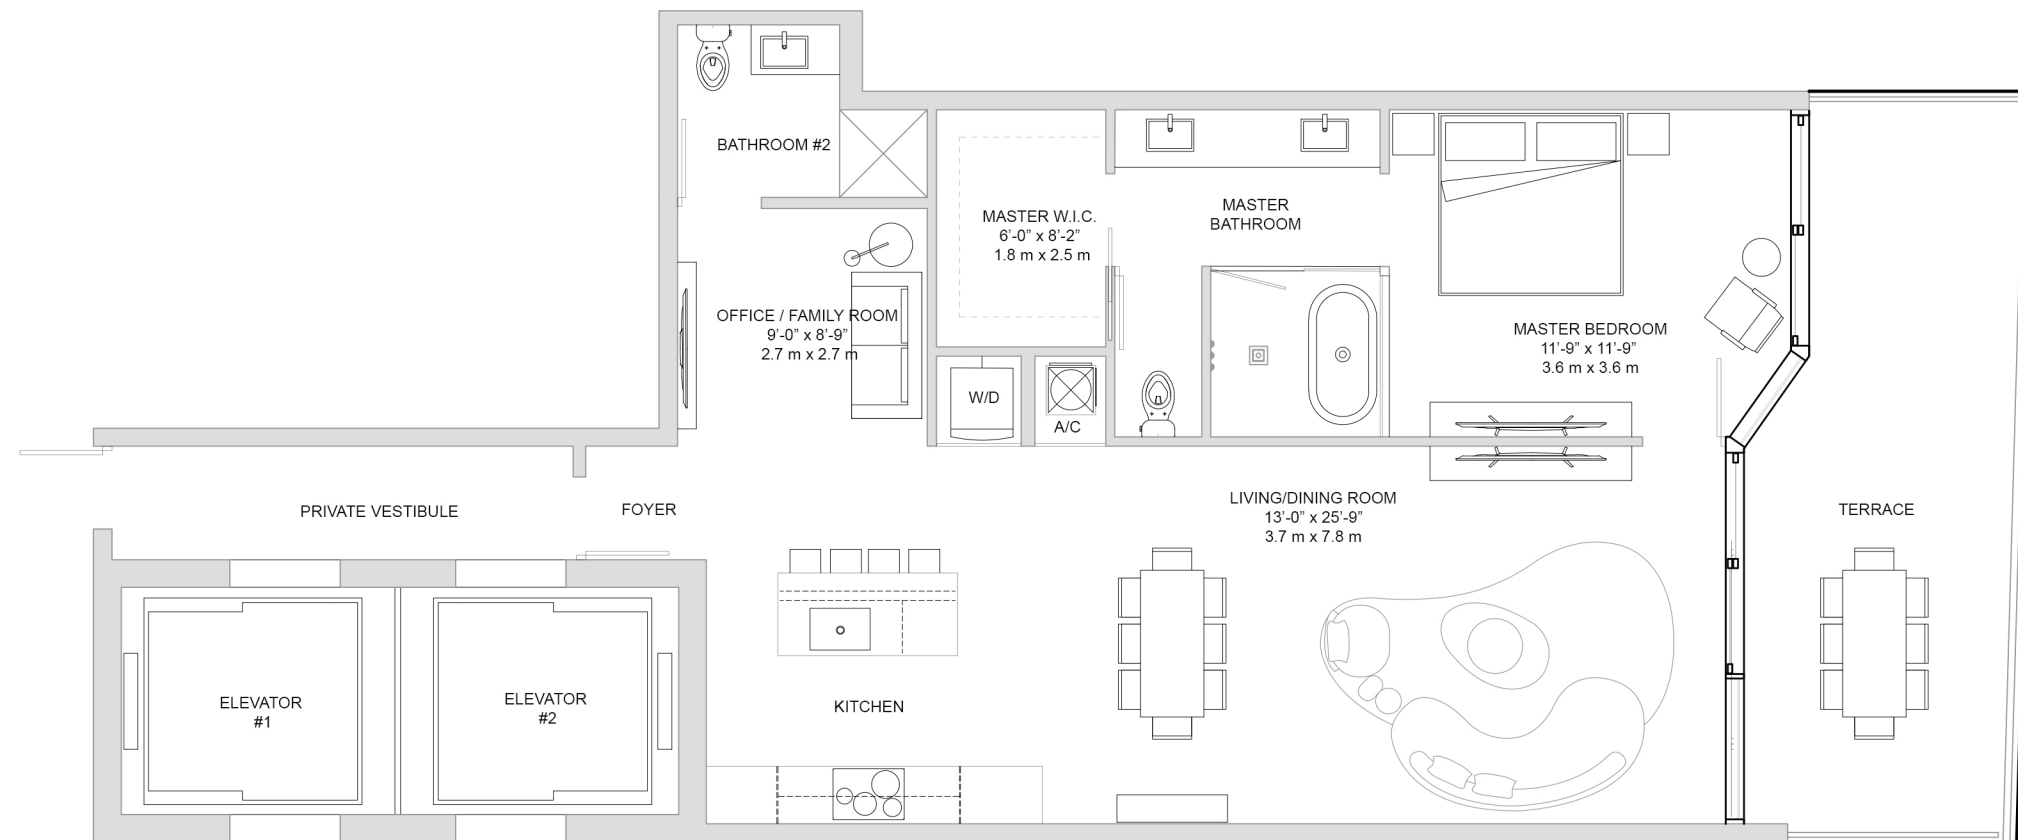 BATHROOM #2
MASTER W.I.C.
6’-0” x 8’-2”
1.8 m x 2.5 m
MASTER
BATHROOM
OFFICE / FAMILY ROOM
9’-0” x 8’-9”
2.7 m x 2.7 m
MASTER BEDROOM
11’-9” x 11’-9”
3.6 m x 3.6 m
W/D
A/C
PRIVATE VESTIBULE
FOYER
LIVING/DINING ROOM
13’-0” x 25’-9”
3.7 m x 7.8 m
TERRACE
ELEVATOR
#1
ELEVATOR
#2
KITCHEN